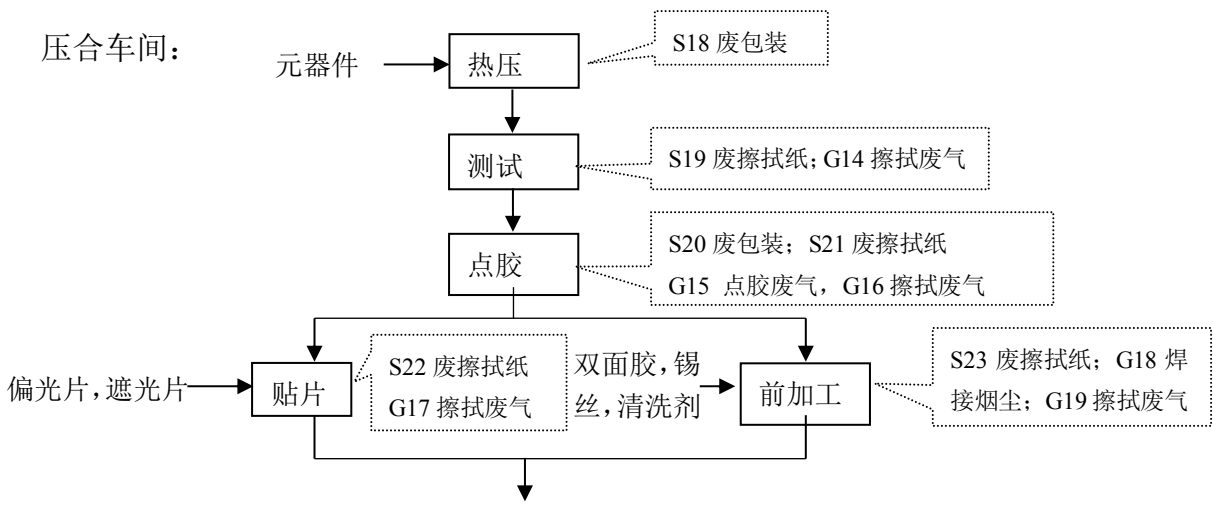 压合车间：
元器件
热压
S18 废包装
测试
S19 废擦拭纸；G14 擦拭废气
点胶
S20 废包装；S21 废擦拭纸
G15 点胶废气，G16 擦拭废气
偏光片，遮光片
贴片
S22 废擦拭纸
G17 擦拭废气
双面胶，锡
丝，清洗剂
前加工
S23 废擦拭纸；G18 焊
接烟尘；G19 擦拭废气